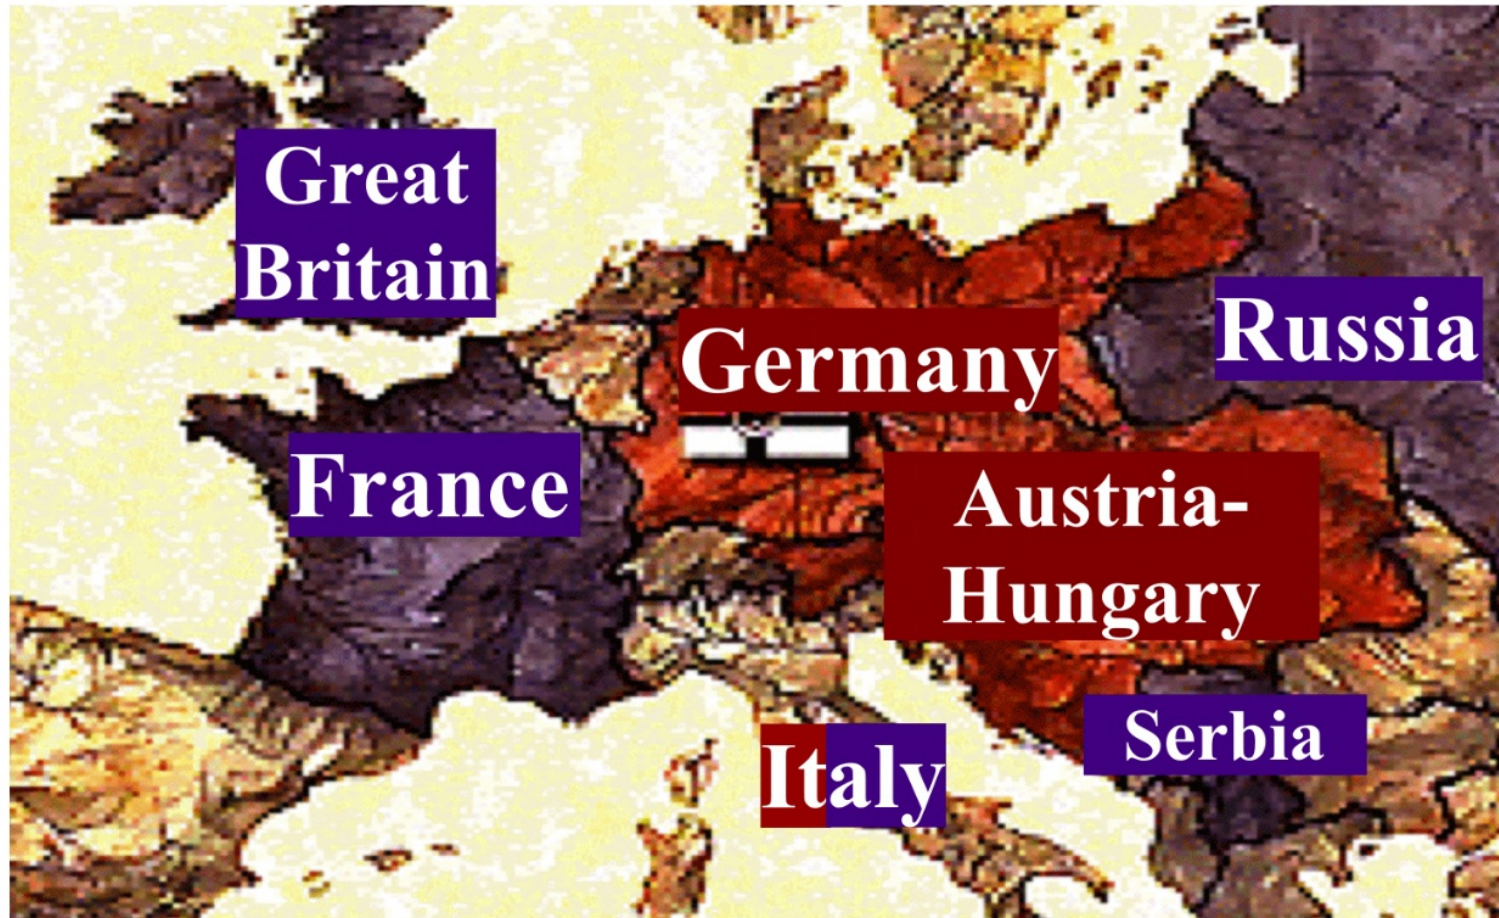 Great
Britain
Russia
Germany
France
Austria-
Hungary
Serbia
Italy